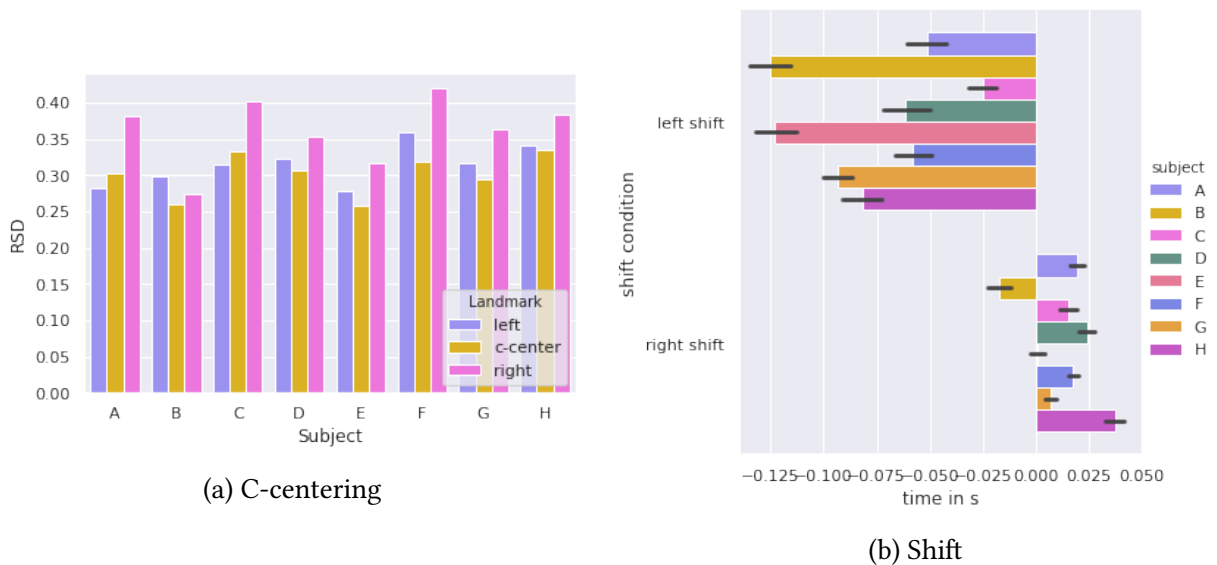 0.40
0.35
0.30
0.25
0.20
0.15
0.10
0.05
0.00
RSD
A B C D E F G H
Subject
Landmark
left
c-center
right
(a) C-centering
left shift
right shift
shift condition
−0.125 −0.100 −0.075 −0.050 −0.025 0.000 0.025 0.050
time in s
subject
A
B
C
D
E
F
G
H
(b) Shift